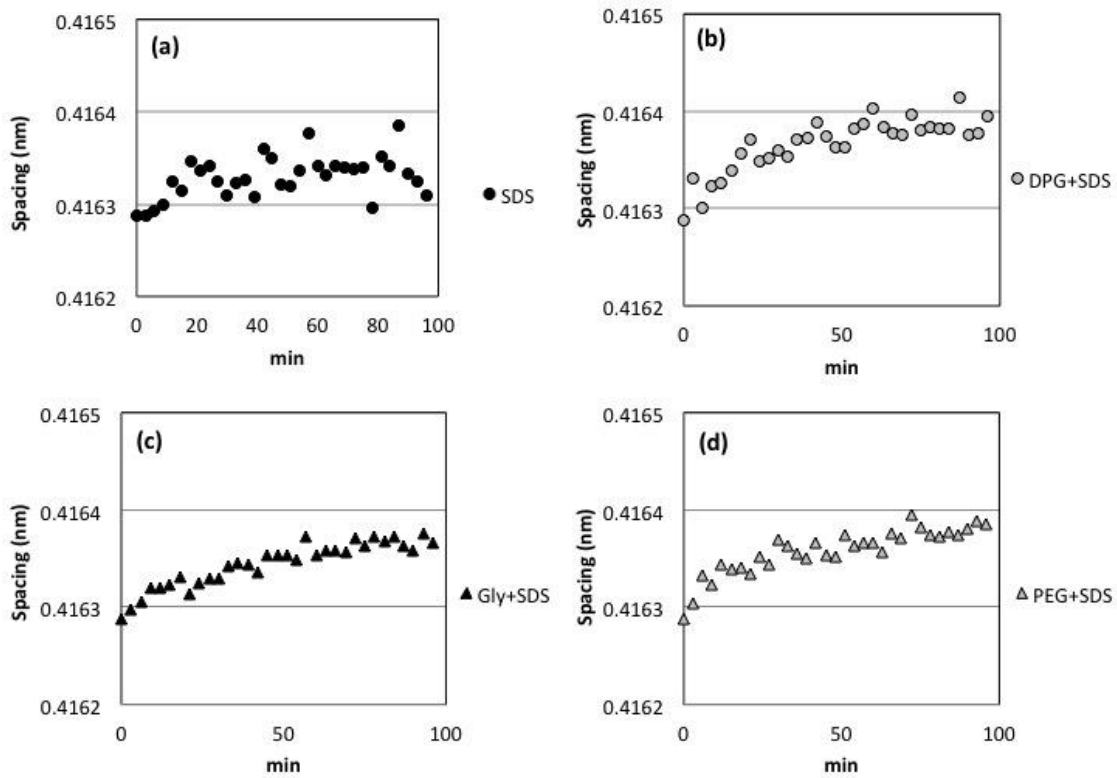 (a)
Spacing (nm)
0.4165
0.4164
0.4163
0.4162
0 20 40 60 80 100
min
SDS
(b)
Spacing (nm)
0.4165
0.4164
0.4163
0.4162
0 50 100
min
DPG+SDS
(c)
Spacing (nm)
0.4165
0.4164
0.4163
0.4162
0 50 100
min
Gly+SDS
(d)
Spacing (nm)
0.4165
0.4164
0.4163
0.4162
0 50 100
min
PEG+SDS